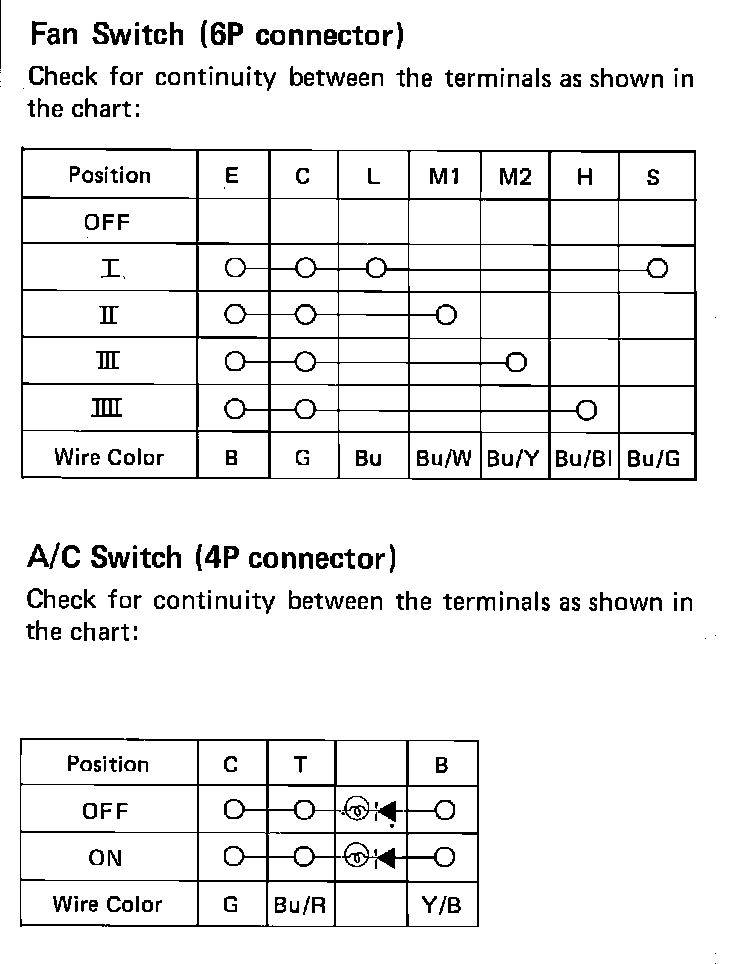 Fan Switch (6P connector)
Check for continuity between the terminals as shown in
the chart:
Position E C L M1 M2 H S
OFF
I
II
III
IIII
Wire Color B G Bu Bu/W Bu/Y Bu/Bl Bu/G
A/C Switch (4P connector)
Check for continuity between the terminals as shown in
the chart:
Position C T B
OFF
ON
Wire Color G Bu/R Y/B